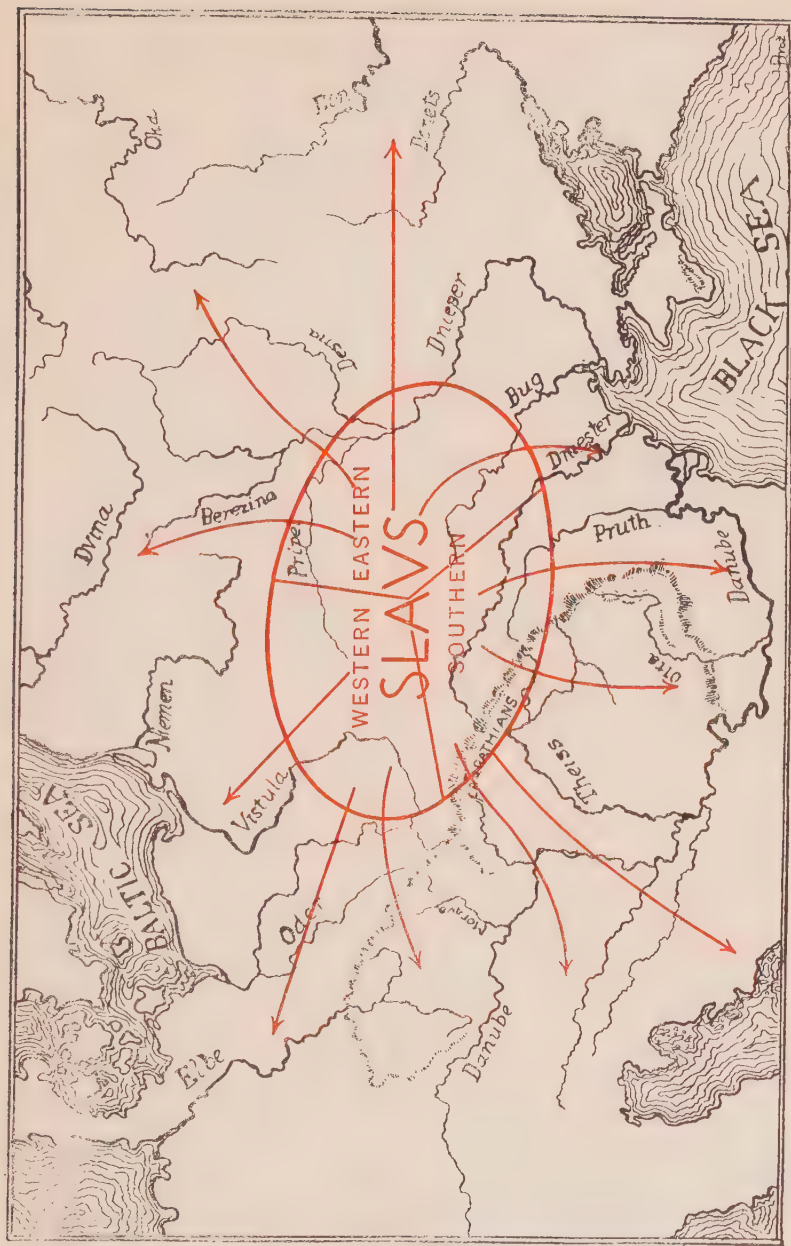 Oka
Don
Donets
Desna
Dnieper
Dvina
Berezina
Pripet
Bug
Dniester
BLACK SEA
Niemen
WESTERN EASTERN
SLAVS
SOUTHERN
Pruth
Danube
BALTIC SEA
Vistula
CARPATHIANS
Olta
Theiss
Oder
Morava
Elbe
Danube